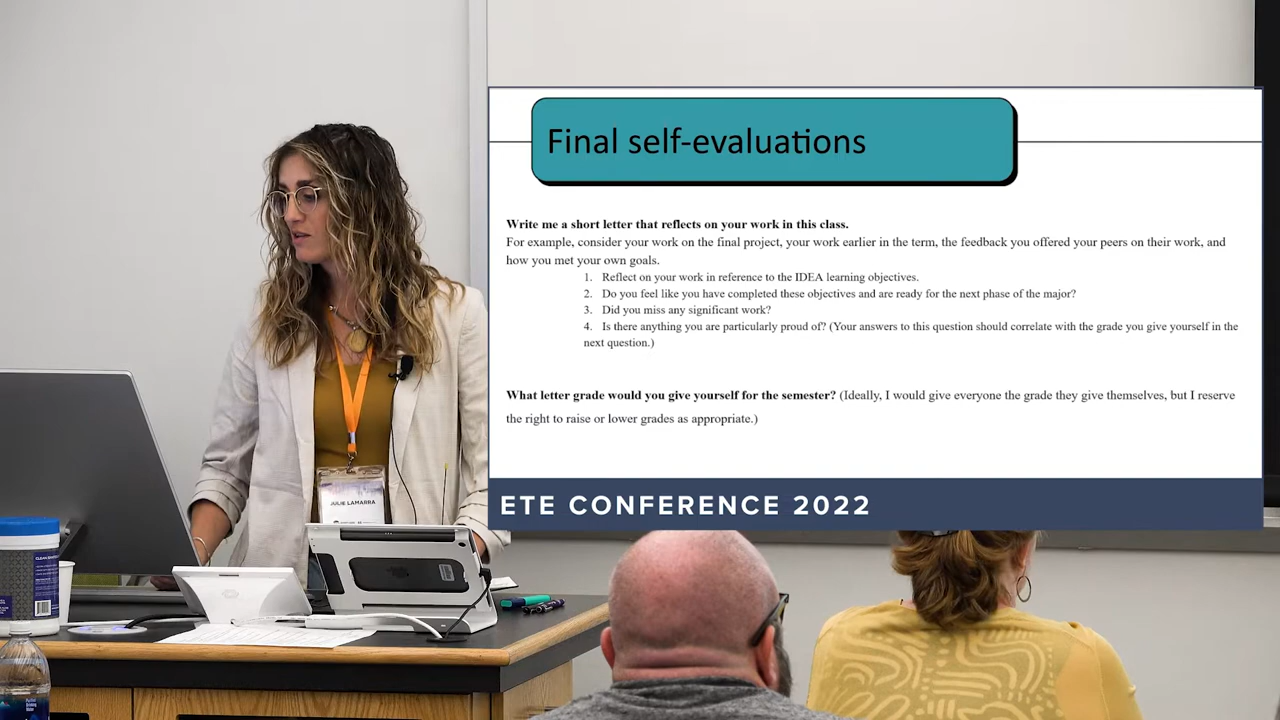 Final self-evaluations
Write me a short letter that reflects on your work in this class.
For example, consider your work on the final project, your work earlier in the term, the feedback you offered your peers on their work, and
how you met your own goals.
1. Reflect on your work in reference to the IDEA learning objectives.
2. Do you feel like you have completed these objectives and are ready for the next phase of the major?
3. Did you miss any significant work?
4. Is there anything you are particularly proud of? (Your answers to this question should correlate with the grade you give yourself in the
next question.)
What letter grade would you give yourself for the semester? (Ideally, I would give everyone the grade they give themselves, but I reserve
the right to raise or lower grades as appropriate.)
ETE CONFERENCE 2022
JULIE LAMARRA